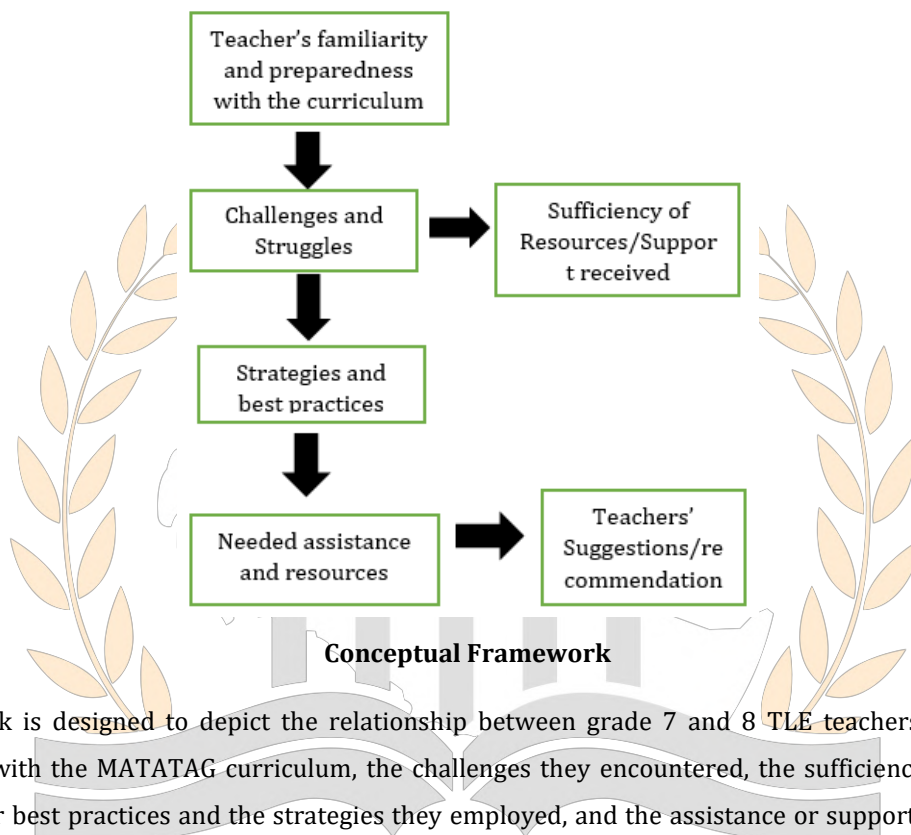 Teacher’s familiarity
and preparedness
with the curriculum
Challenges and
Struggles
Sufficiency of
Resources/Suppor
t received
Strategies and
best practices
Needed assistance
and resources
Teachers’
Suggestions/re
commendation
Conceptual Framework
k is designed to depict the relationship between grade 7 and 8 TLE teachers
with the MATATAG curriculum, the challenges they encountered, the sufficienc
r best practices and the strategies they employed, and the assistance or support